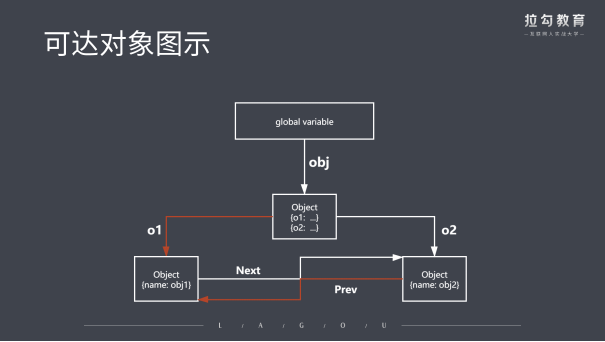 拉勾教育
—互联网人实战大学—
可达对象图示
global variable
obj
Object
{o1: ...}
{o2: ...}
o1
o2
Object
{name: obj1}
Next
Prev
Object
{name: obj2}
L / A / G / O / U